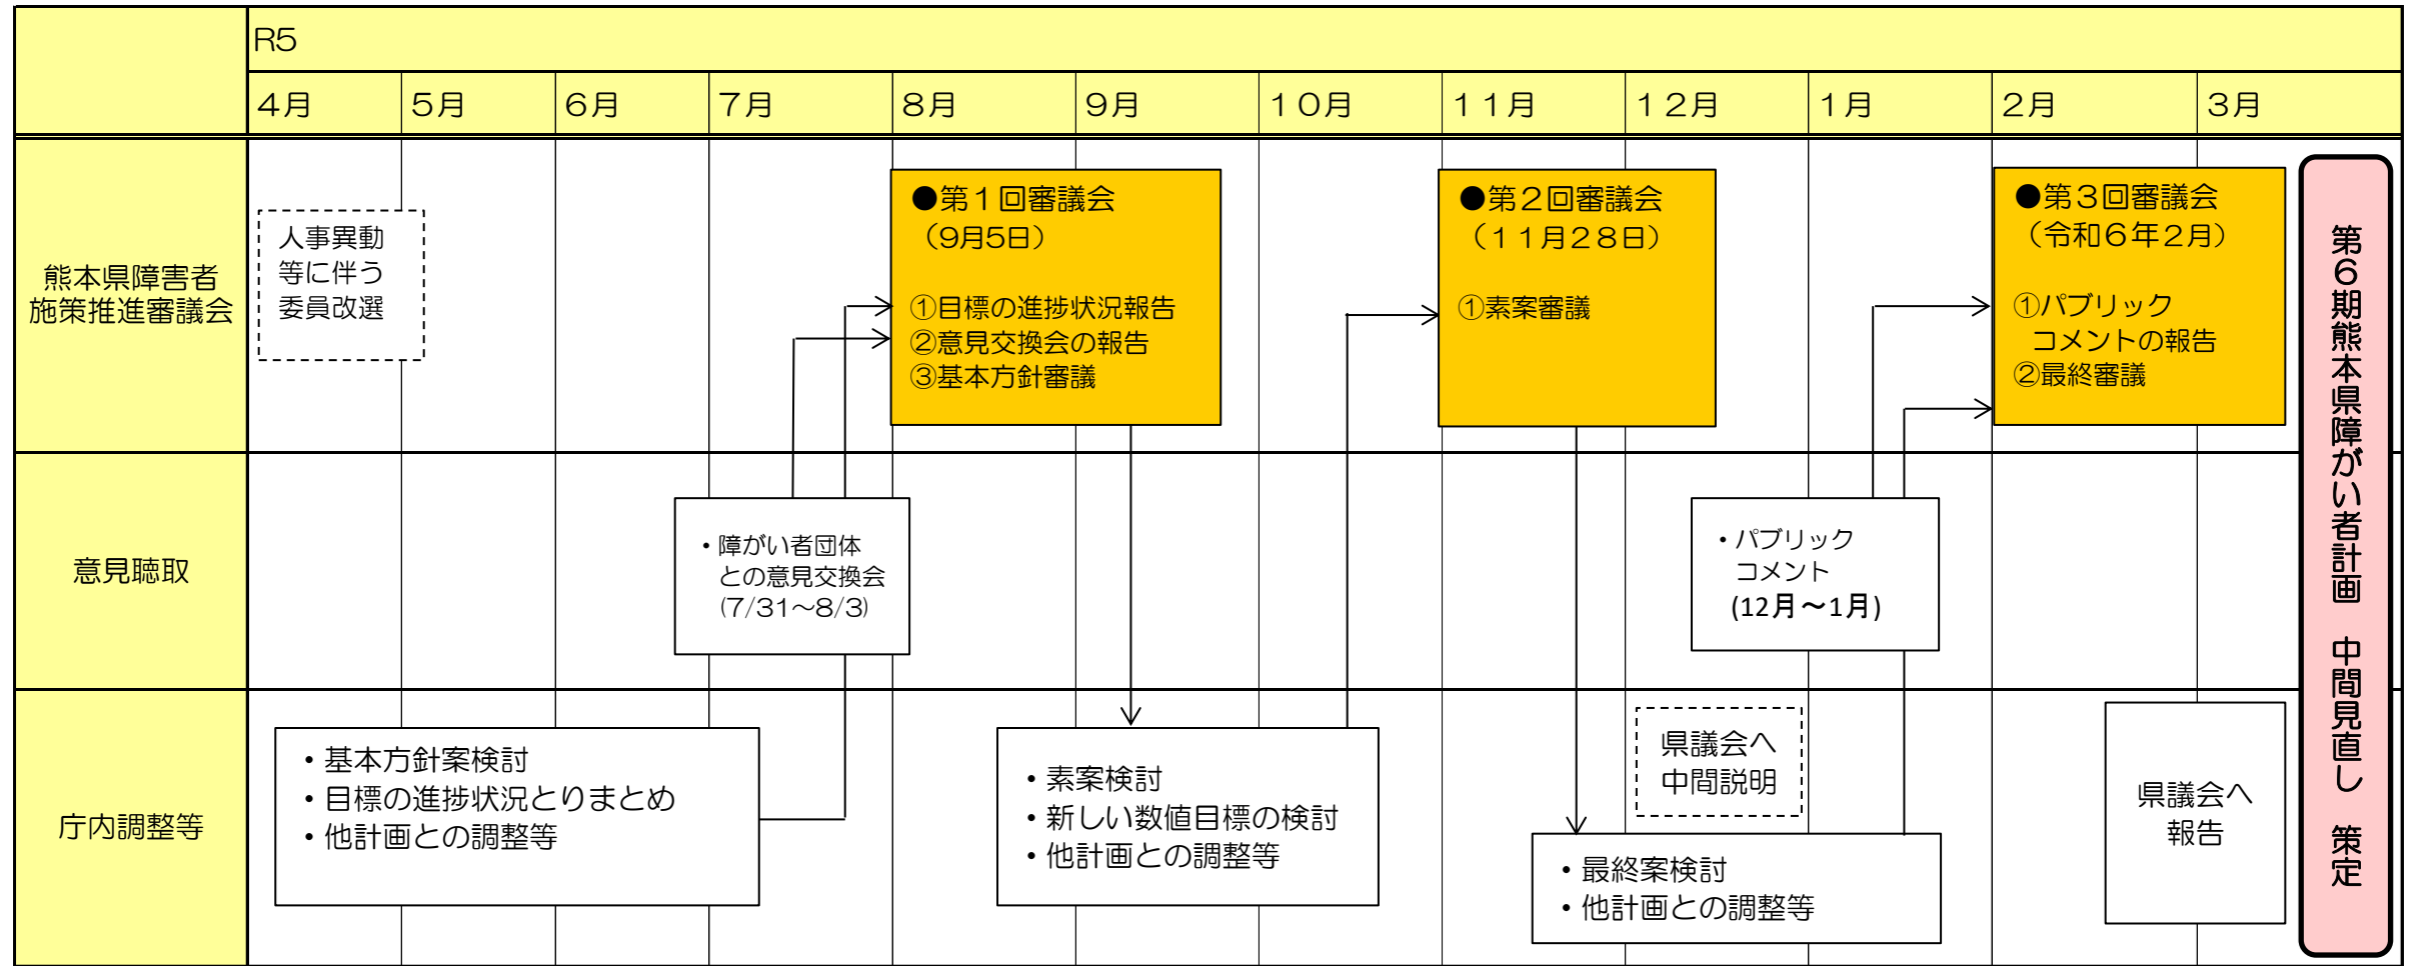 R5
4月
5月
6月
7月
8月
9月
10月
11月
12月
1月
2月
3月
熊本県障害者
施策推進審議会
人事異動
等に伴う
委員改選
●第1回審議会
(9月5日)
①目標の進捗状況報告
②意見交換会の報告
③基本方針審議
●第2回審議会
(11月28日)
①素案審議
●第3回審議会
(令和6年2月)
①パブリック
コメントの報告
②最終審議
意見聴取
・障がい者団体
との意見交換会
(7/31～8/3)
・パブリック
コメント
(12月～1月)
庁内調整等
・基本方針案検討
・目標の進捗状況とりまとめ
・他計画との調整等
・素案検討
・新しい数値目標の検討
・他計画との調整等
県議会へ
中間説明
・最終案検討
・他計画との調整等
県議会へ
報告
第6期熊本県障がい者計画 中間見直し 策定